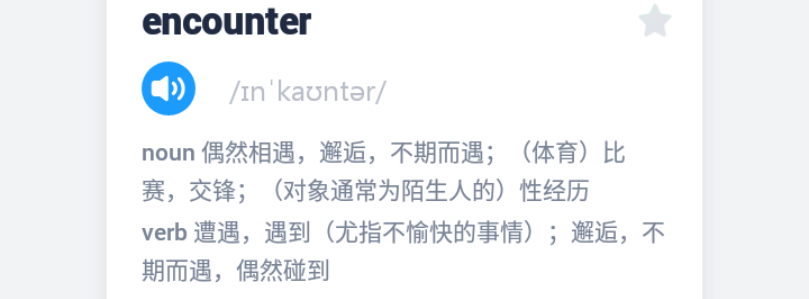 encounter
/ɪnˈkaʊntər/
noun 偶然相遇，邂逅，不期而遇；（体育）比
赛，交锋；（对象通常为陌生人的）性经历
verb 遭遇，遇到（尤指不愉快的事情）；邂逅，不
期而遇，偶然碰到